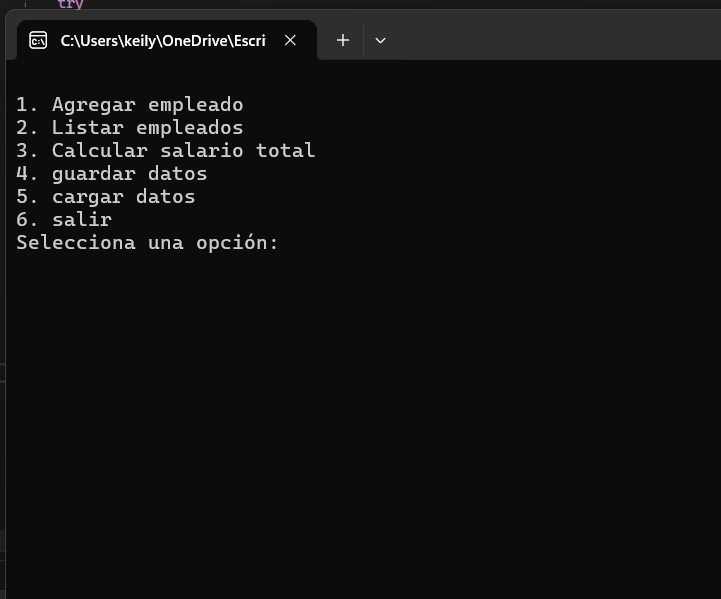 try
C:\Users\keily\OneDrive\Escri
1. Agregar empleado
2. Listar empleados
3. Calcular salario total
4. guardar datos
5. cargar datos
6. salir
Selecciona una opción: